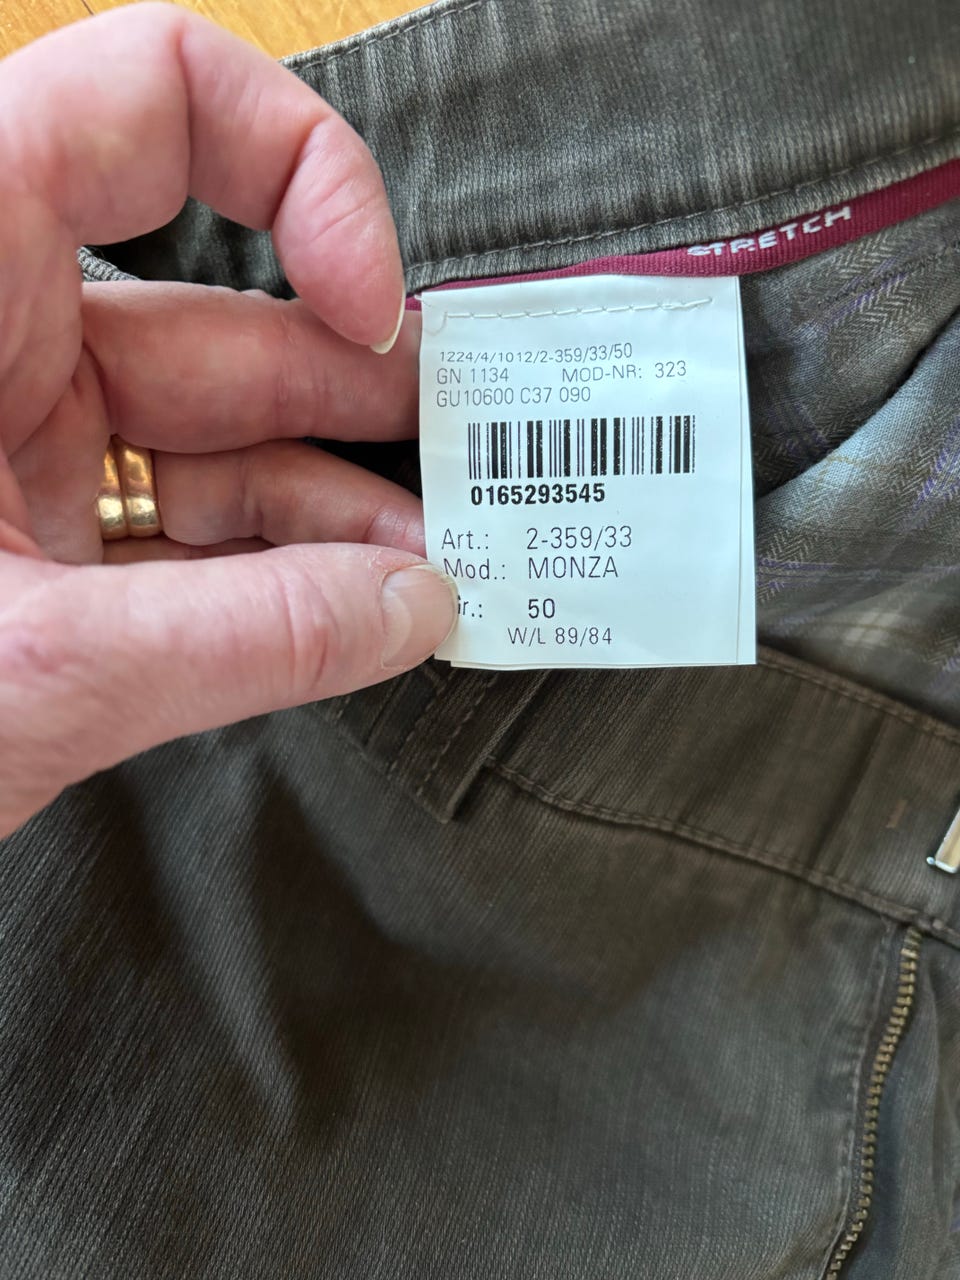 STRETCH
1224/4/1012/2-359/33/50
GN 1134 MOD-NR: 323
GU10600 C37 090
0165293545
Art.: 2-359/33
Mod.: MONZA
Gr.: 50
W/L 89/84